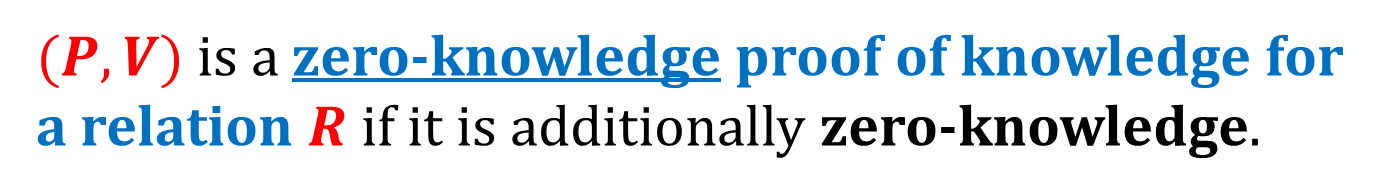 (P, V) is a zero-knowledge proof of knowledge for
a relation R if it is additionally zero-knowledge.